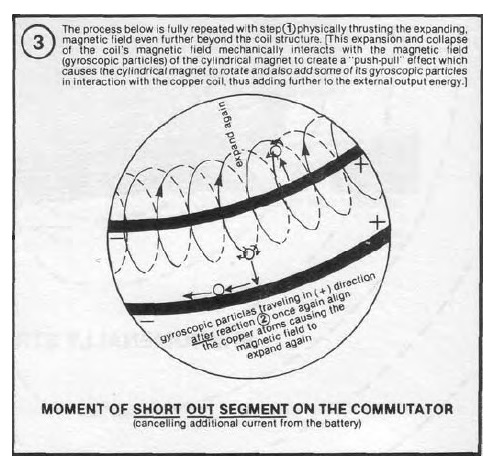 3
The process below is fully repeated with step 1 physically thrusting the expanding,
magnetic field even further beyond the coil structure. [This expansion and collapse
of the coil's magnetic field mechanically interacts with the magnetic field
(gyroscopic particles) of the cylindrical magnet to create a "push-pull" effect which
causes the cylindrical magnet to rotate and also add some of its gyroscopic particles
in interaction with the copper coil, thus adding further to the external output energy.]
expand again
+
+
−
−
gyroscopic particles traveling in (+) direction
after reaction 2 once again align
the copper atoms causing the
magnetic field to
expand again
MOMENT OF SHORT OUT SEGMENT ON THE COMMUTATOR
(cancelling additional current from the battery)